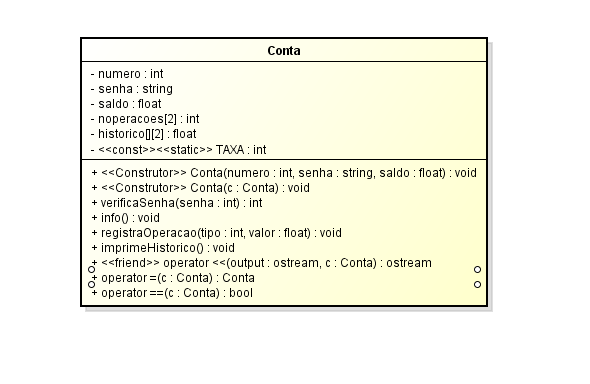 Conta
- numero : int
- senha : string
- saldo : float
- noperacoes[2] : int
- historico[][2] : float
- <<const>><<static>> TAXA : int
+ <<Construtor>> Conta(numero : int, senha : string, saldo : float) : void
+ <<Construtor>> Conta(c : Conta) : void
+ verificaSenha(senha : int) : int
+ info() : void
+ registraOperacao(tipo : int, valor : float) : void
+ imprimeHistorico() : void
+ <<friend>> operator <<(output : ostream, c : Conta) : ostream
+ operator =(c : Conta) : Conta
+ operator ==(c : Conta) : bool